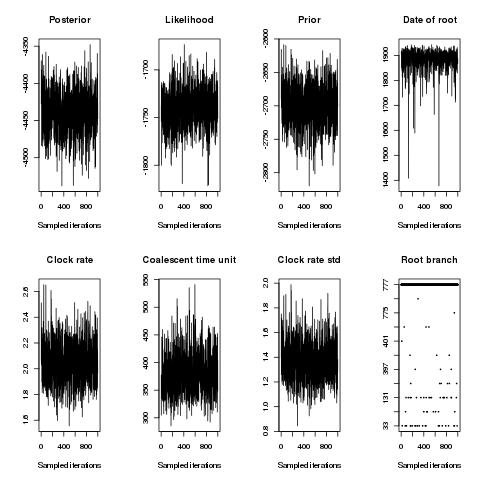 Posterior Likelihood Prior Date of root
-4350 -4400 -4450 -4500
-1700 -1750 -1800
-2600 -2650 -2700 -2750 -2800
1900 1800 1700 1600 1500 1400
0 400 800 0 400 800 0 400 800 0 400 800
Sampled iterations Sampled iterations Sampled iterations Sampled iterations
Clock rate Coalescent time unit Clock rate std Root branch
2.6 2.4 2.2 2.0 1.8 1.6
550 500 450 400 350 300
2.0 1.8 1.6 1.4 1.2 1.0 0.8
777 775 401 397 131 33
0 400 800 0 400 800 0 400 800 0 400 800
Sampled iterations Sampled iterations Sampled iterations Sampled iterations